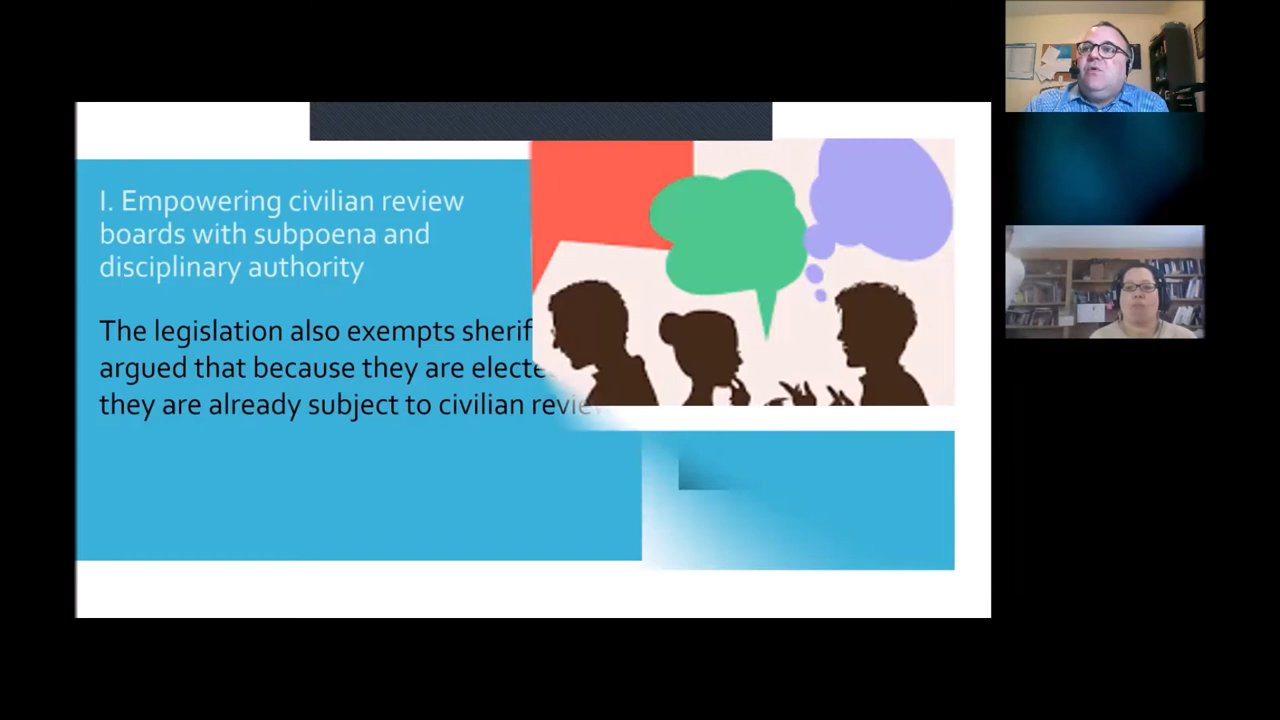 I. Empowering civilian review
boards with subpoena and
disciplinary authority
The legislation also exempts sherif
argued that because they are electe
they are already subject to civilian review